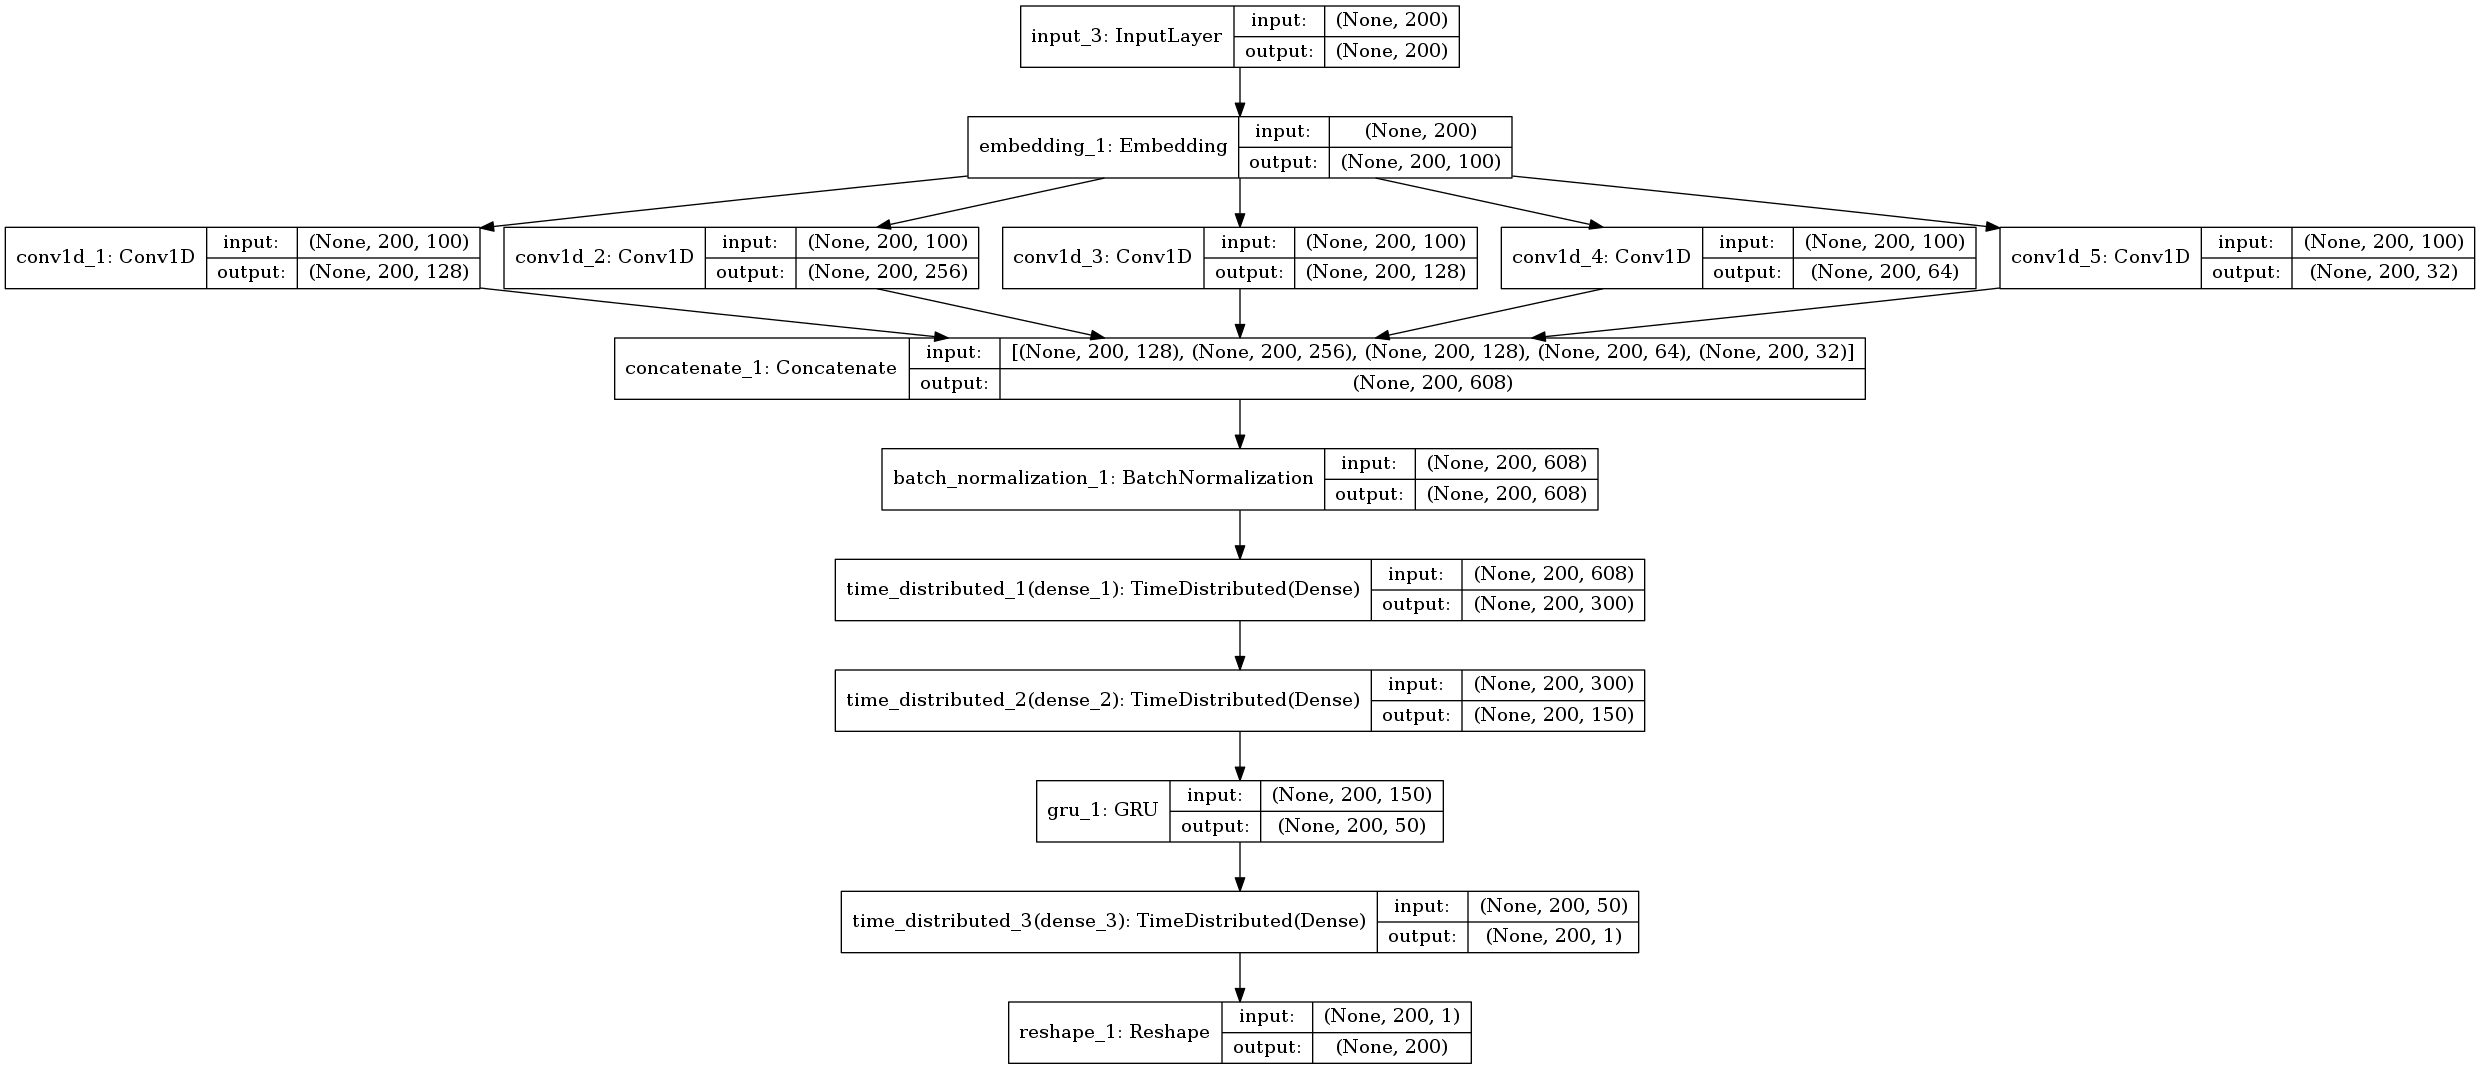 input_3: InputLayer
input: (None, 200)
output: (None, 200)
embedding_1: Embedding
input: (None, 200)
output: (None, 200, 100)
conv1d_1: Conv1D
input: (None, 200, 100)
output: (None, 200, 128)
conv1d_2: Conv1D
input: (None, 200, 100)
output: (None, 200, 256)
conv1d_3: Conv1D
input: (None, 200, 100)
output: (None, 200, 128)
conv1d_4: Conv1D
input: (None, 200, 100)
output: (None, 200, 64)
conv1d_5: Conv1D
input: (None, 200, 100)
output: (None, 200, 32)
concatenate_1: Concatenate
input: [(None, 200, 128), (None, 200, 256), (None, 200, 128), (None, 200, 64), (None, 200, 32)]
output: (None, 200, 608)
batch_normalization_1: BatchNormalization
input: (None, 200, 608)
output: (None, 200, 608)
time_distributed_1(dense_1): TimeDistributed(Dense)
input: (None, 200, 608)
output: (None, 200, 300)
time_distributed_2(dense_2): TimeDistributed(Dense)
input: (None, 200, 300)
output: (None, 200, 150)
gru_1: GRU
input: (None, 200, 150)
output: (None, 200, 50)
time_distributed_3(dense_3): TimeDistributed(Dense)
input: (None, 200, 50)
output: (None, 200, 1)
reshape_1: Reshape
input: (None, 200, 1)
output: (None, 200)